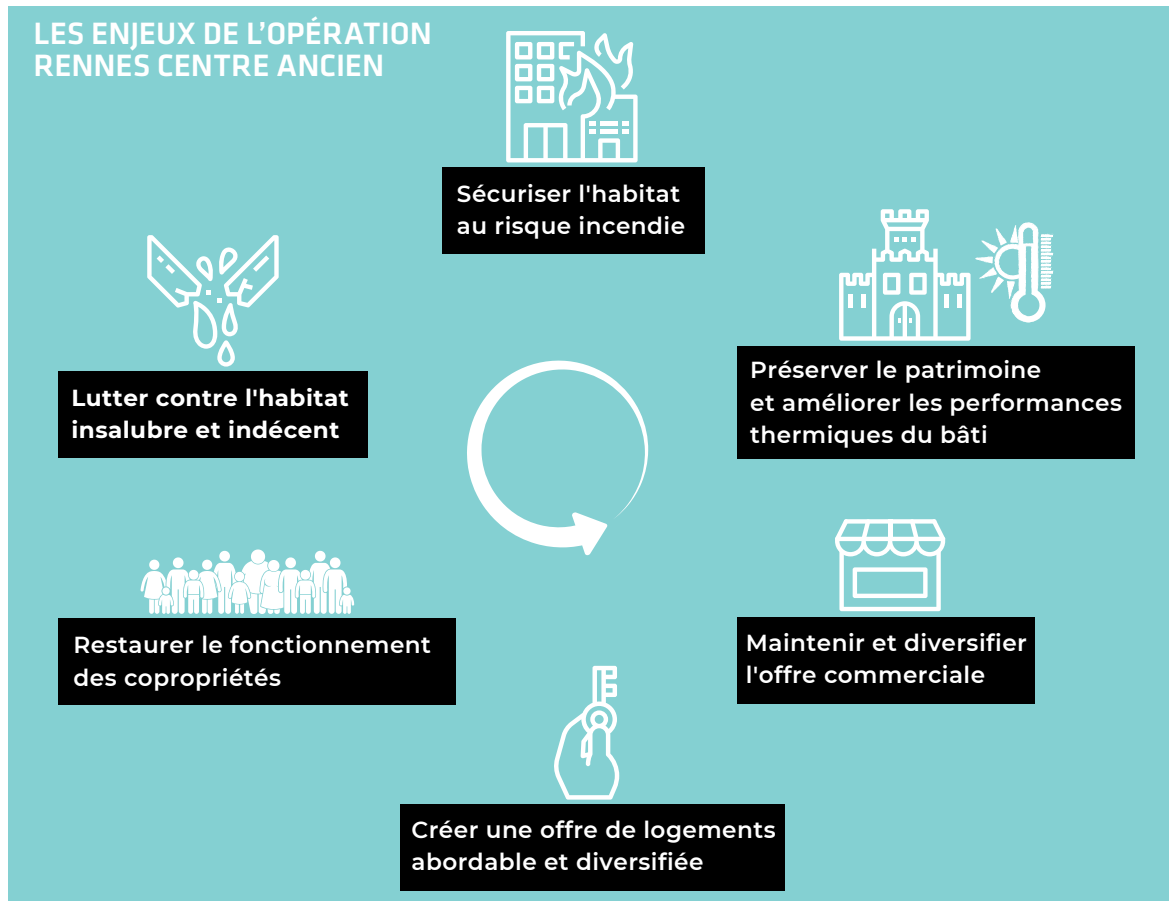 LES ENJEUX DE L'OPÉRATION
RENNES CENTRE ANCIEN
Sécuriser l'habitat
au risque incendie
Préserver le patrimoine
et améliorer les performances
thermiques du bâti
Maintenir et diversifier
l'offre commerciale
Créer une offre de logements
abordable et diversifiée
Restaurer le fonctionnement
des copropriétés
Lutter contre l'habitat
insalubre et indécent